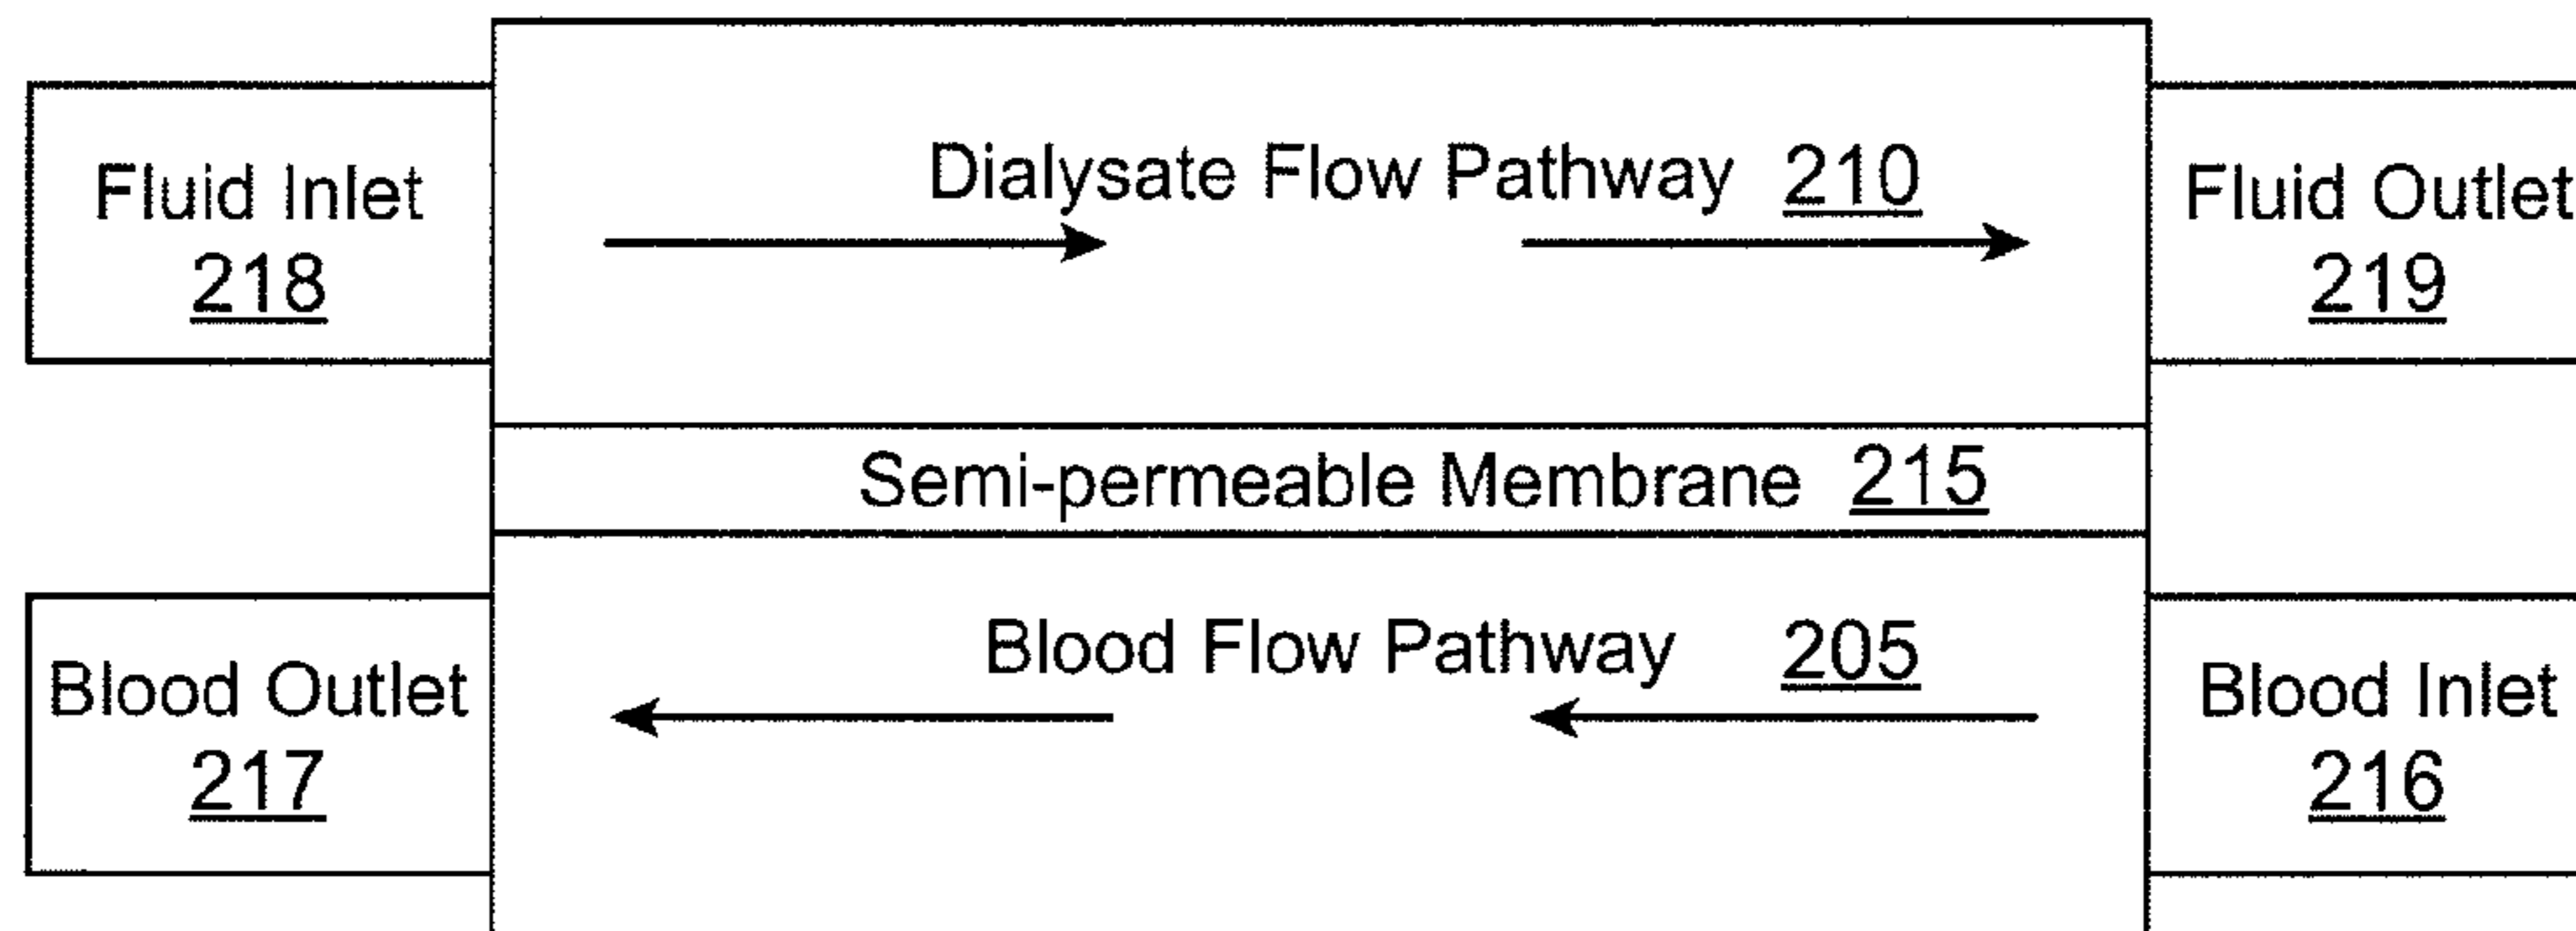 Dialysate Flow Pathway 210
Fluid Inlet
218
Fluid Outlet
219
Semi-permeable Membrane 215
Blood Flow Pathway 205
Blood Outlet
217
Blood Inlet
216